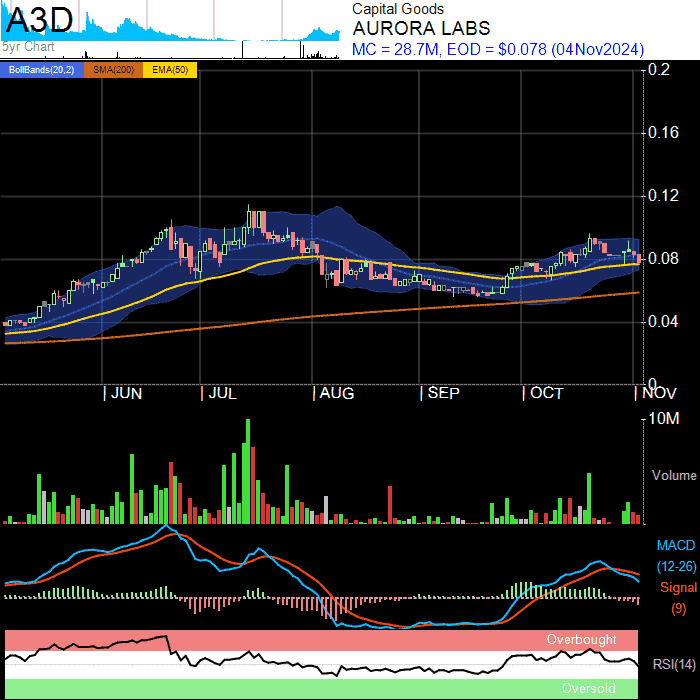 A3D
5yr Chart
Capital Goods
AURORA LABS
MC = 28.7M, EOD = $0.078 (04Nov2024)
BollBands(20,2) SMA(200) EMA(50)
0.2
0.16
0.12
0.08
0.04
0
JUN JUL AUG SEP OCT NOV
10M
Volume
MACD
(12-26)
Signal
(9)
Overbought
RSI(14)
Oversold